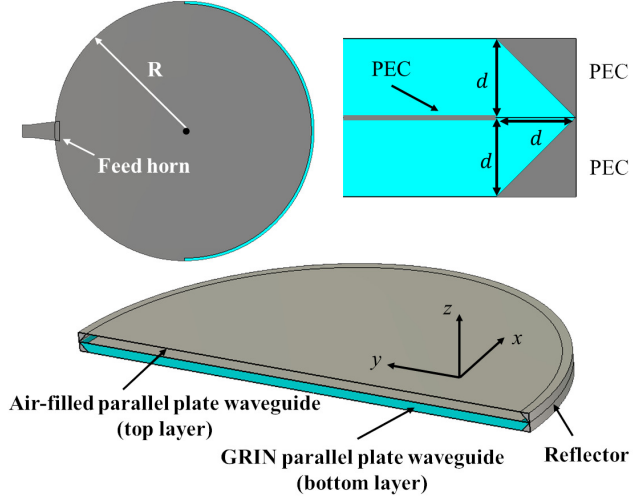 R
Feed horn
PEC
d
PEC
d
d
PEC
z
x
y
Air-filled parallel plate waveguide
(top layer)
GRIN parallel plate waveguide
(bottom layer)
Reflector